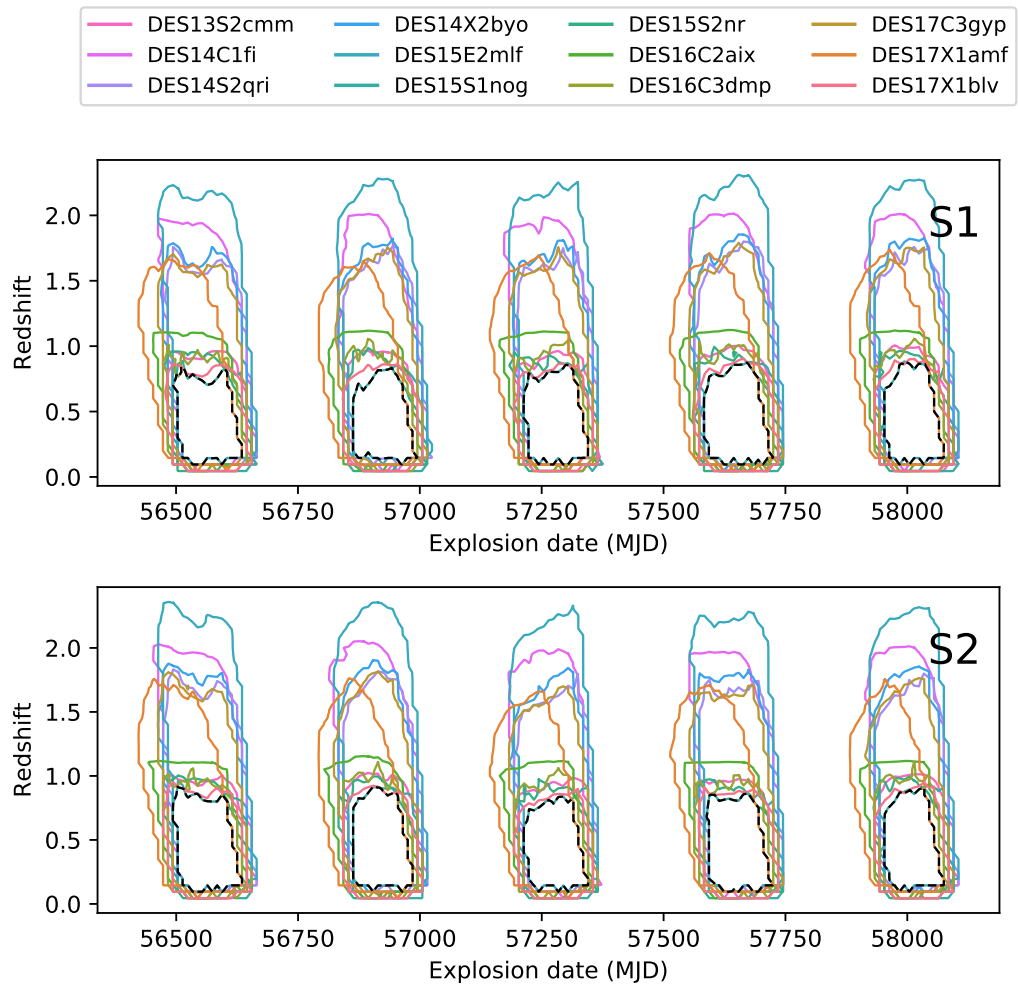 DES13S2cmm DES14X2byo DES15S2nr DES17C3gyp
DES14C1fi DES15E2mlf DES16C2aix DES17X1amf
DES14S2qri DES15S1nog DES16C3dmp DES17X1blv
S1
2.0
1.5
1.0
0.5
0.0
Redshift
56500 56750 57000 57250 57500 57750 58000
Explosion date (MJD)
S2
2.0
1.5
1.0
0.5
0.0
Redshift
56500 56750 57000 57250 57500 57750 58000
Explosion date (MJD)